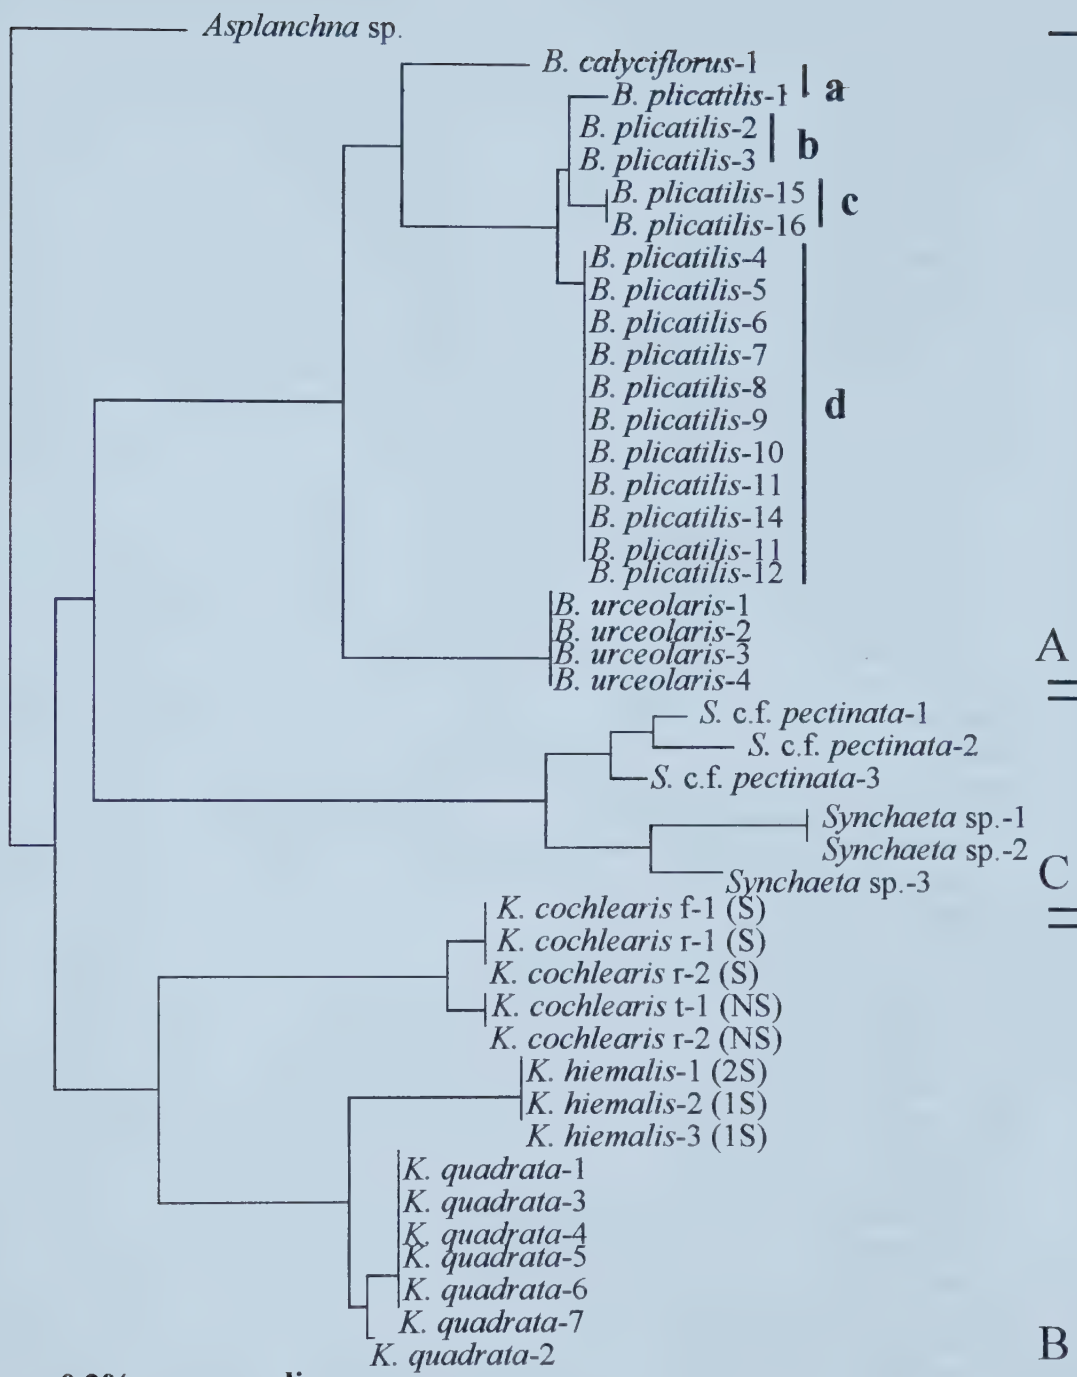 Asplanchna sp.
B. calyciflorus-1
B. plicatilis-1
a
B. plicatilis-2
B. plicatilis-3
b
B. plicatilis-15
B. plicatilis-16
c
B. plicatilis-4
B. plicatilis-5
B. plicatilis-6
B. plicatilis-7
B. plicatilis-8
B. plicatilis-9
d
B. plicatilis-10
B. plicatilis-11
B. plicatilis-14
B. plicatilis-11
B. plicatilis-12
B. urceolaris-1
B. urceolaris-2
B. urceolaris-3
B. urceolaris-4
A
S. c.f. pectinata-1
S. c.f. pectinata-2
S. c.f. pectinata-3
Synchaeta sp.-1
Synchaeta sp.-2
Synchaeta sp.-3
C
K. cochlearis f-1 (S)
K. cochlearis r-1 (S)
K. cochlearis r-2 (S)
K. cochlearis t-1 (NS)
K. cochlearis r-2 (NS)
K. hiemalis-1 (2S)
K. hiemalis-2 (1S)
K. hiemalis-3 (1S)
K. quadrata-1
K. quadrata-3
K. quadrata-4
K. quadrata-5
K. quadrata-6
K. quadrata-7
K. quadrata-2
B